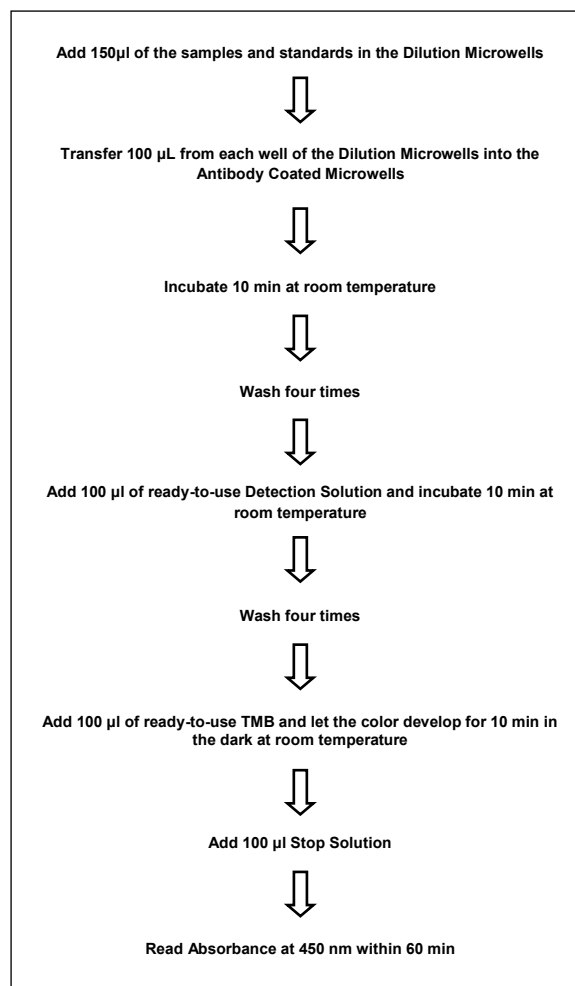 Add 150µl of the samples and standards in the Dilution Microwells
Transfer 100 µL from each well of the Dilution Microwells into the
Antibody Coated Microwells
Incubate 10 min at room temperature
Wash four times
Add 100 µl of ready-to-use Detection Solution and incubate 10 min at
room temperature
Wash four times
Add 100 µl of ready-to-use TMB and let the color develop for 10 min in
the dark at room temperature
Add 100 µl Stop Solution
Read Absorbance at 450 nm within 60 min